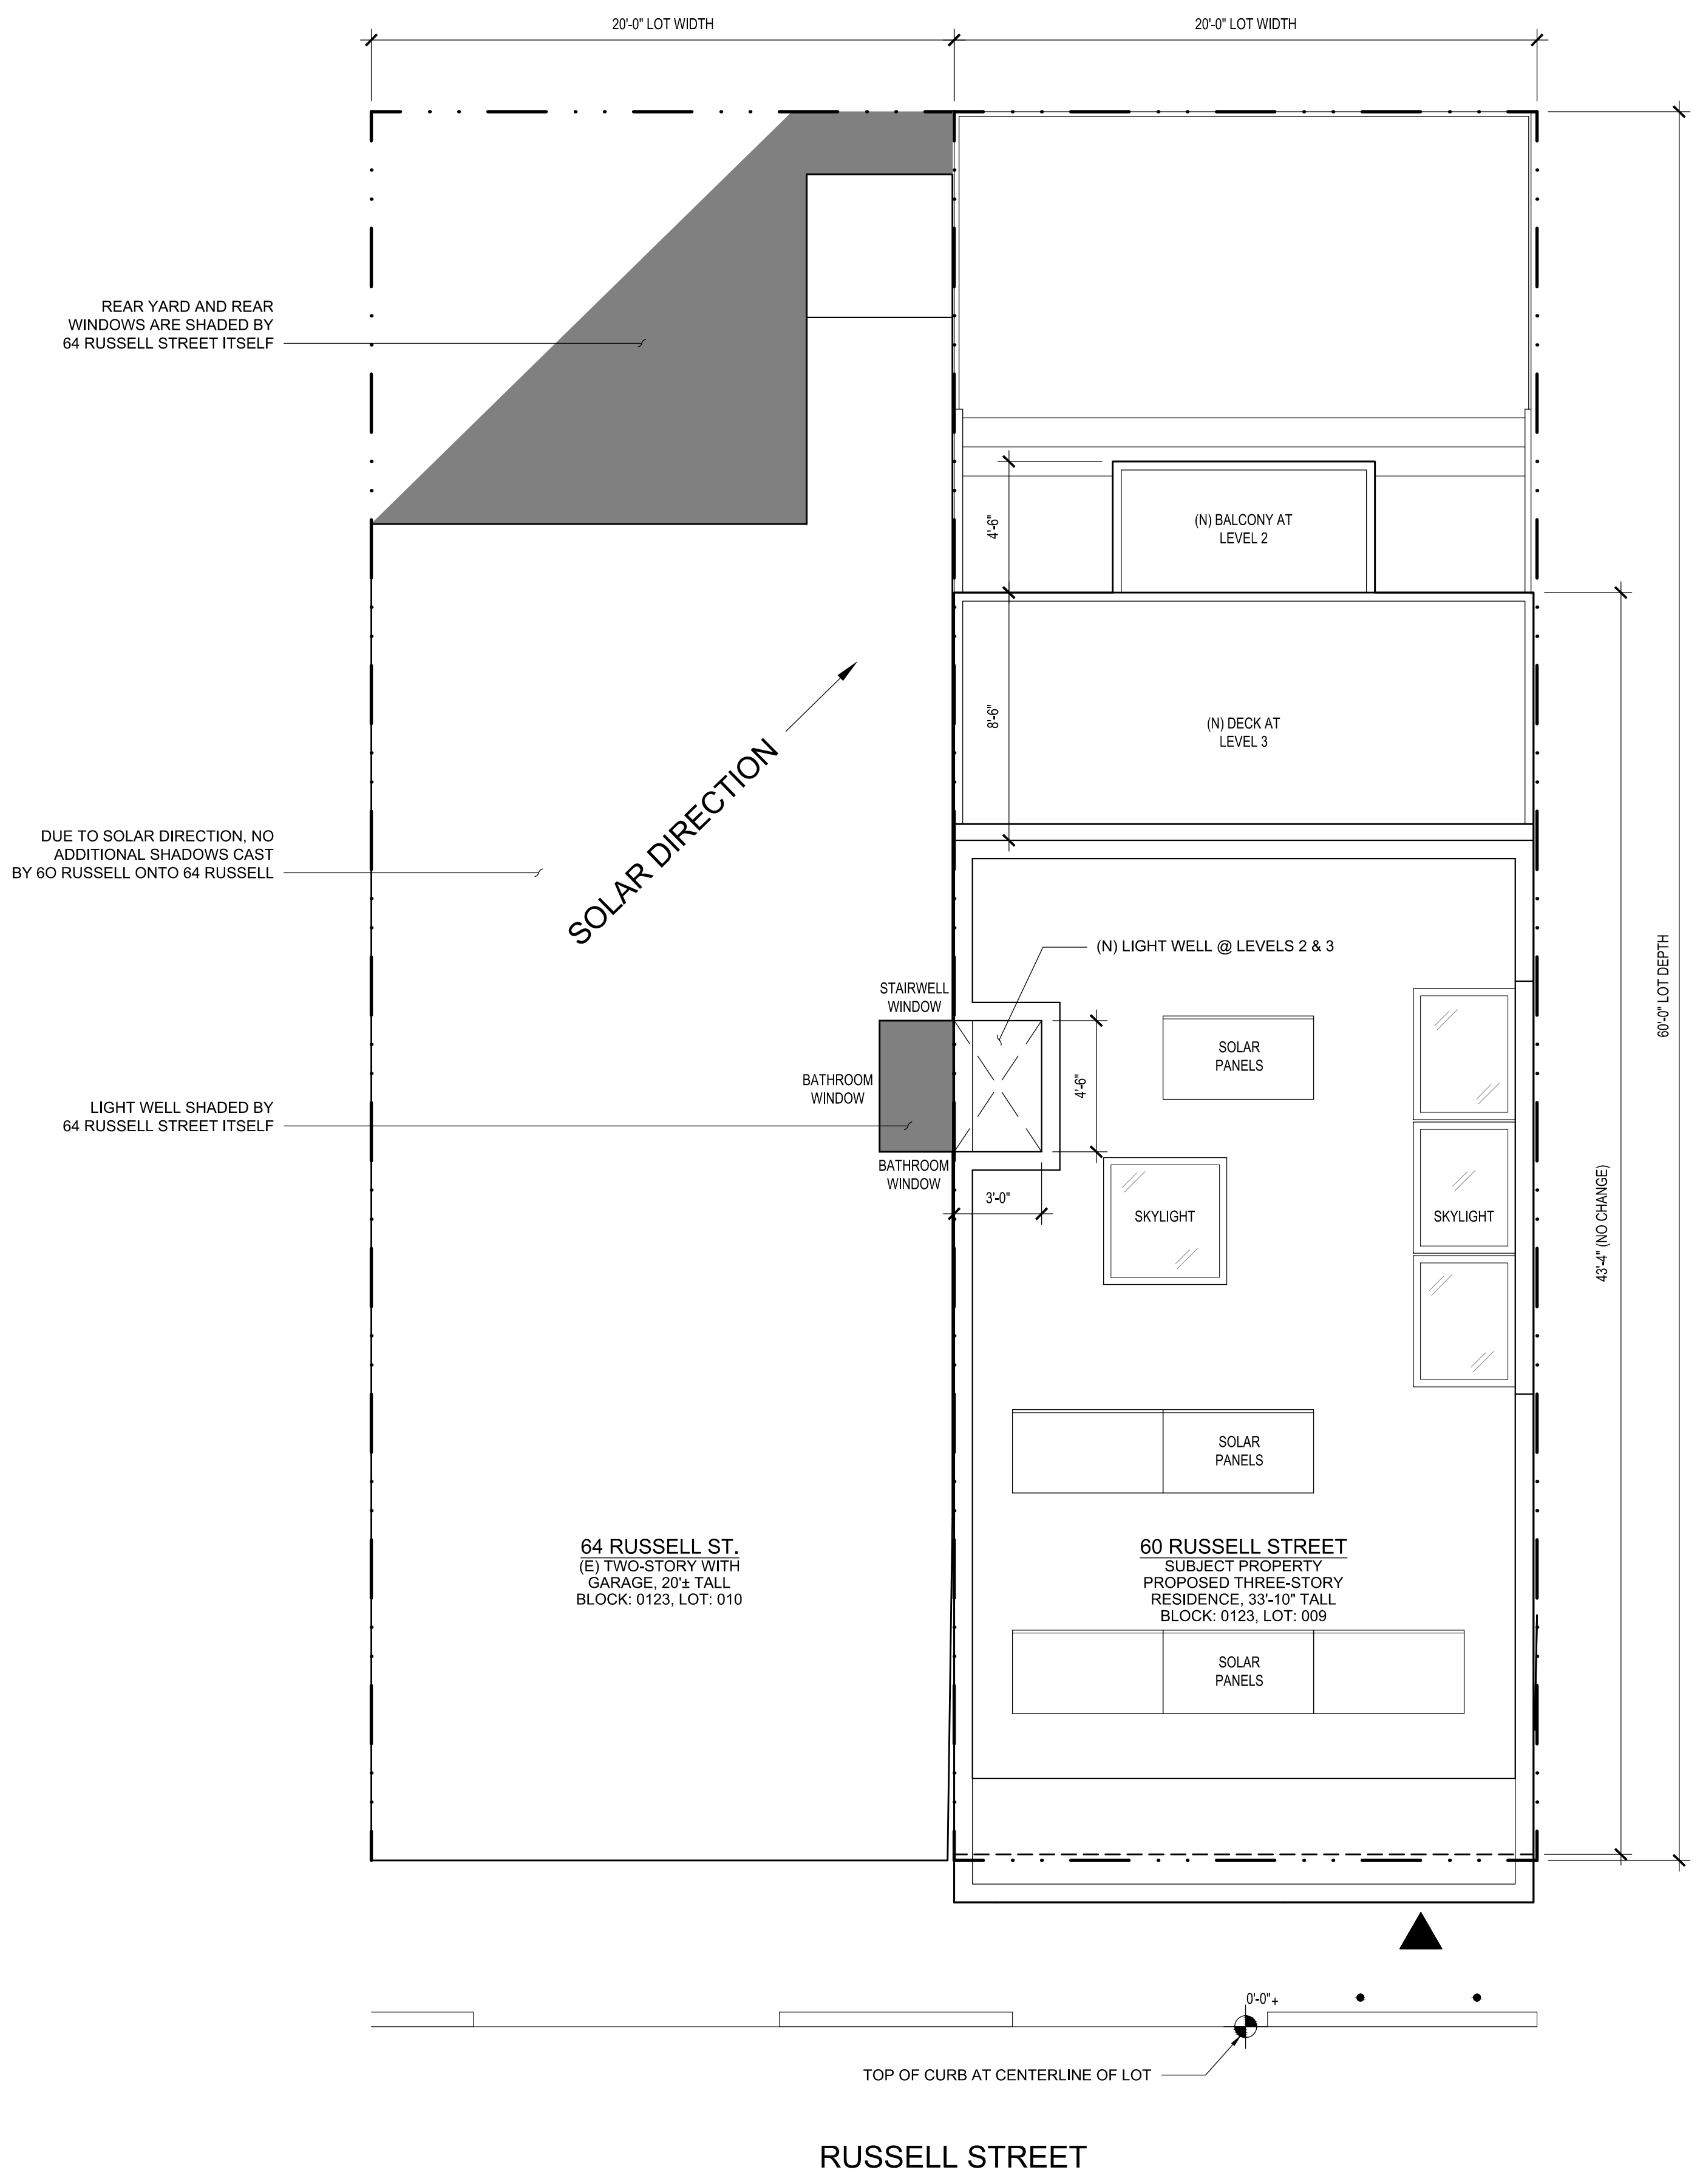 20'-0" LOT WIDTH
20'-0" LOT WIDTH
REAR YARD AND REAR
WINDOWS ARE SHADED BY
64 RUSSELL STREET ITSELF
4'-6"
(N) BALCONY AT
LEVEL 2
8'-6"
(N) DECK AT
LEVEL 3
SOLAR DIRECTION
DUE TO SOLAR DIRECTION, NO
ADDITIONAL SHADOWS CAST
BY 6O RUSSELL ONTO 64 RUSSELL
(N) LIGHT WELL @ LEVELS 2 & 3
60'-0" LOT DEPTH
STAIRWELL
WINDOW
SOLAR
PANELS
BATHROOM
WINDOW
4'-6"
LIGHT WELL SHADED BY
64 RUSSELL STREET ITSELF
BATHROOM
WINDOW
3'-0"
SKYLIGHT
SKYLIGHT
43'-4" (NO CHANGE)
SOLAR
PANELS
64 RUSSELL ST.
(E) TWO-STORY WITH
GARAGE, 20'± TALL
BLOCK: 0123, LOT: 010
60 RUSSELL STREET
SUBJECT PROPERTY
PROPOSED THREE-STORY
RESIDENCE, 33'-10" TALL
BLOCK: 0123, LOT: 009
SOLAR
PANELS
0'-0"+
TOP OF CURB AT CENTERLINE OF LOT
RUSSELL STREET